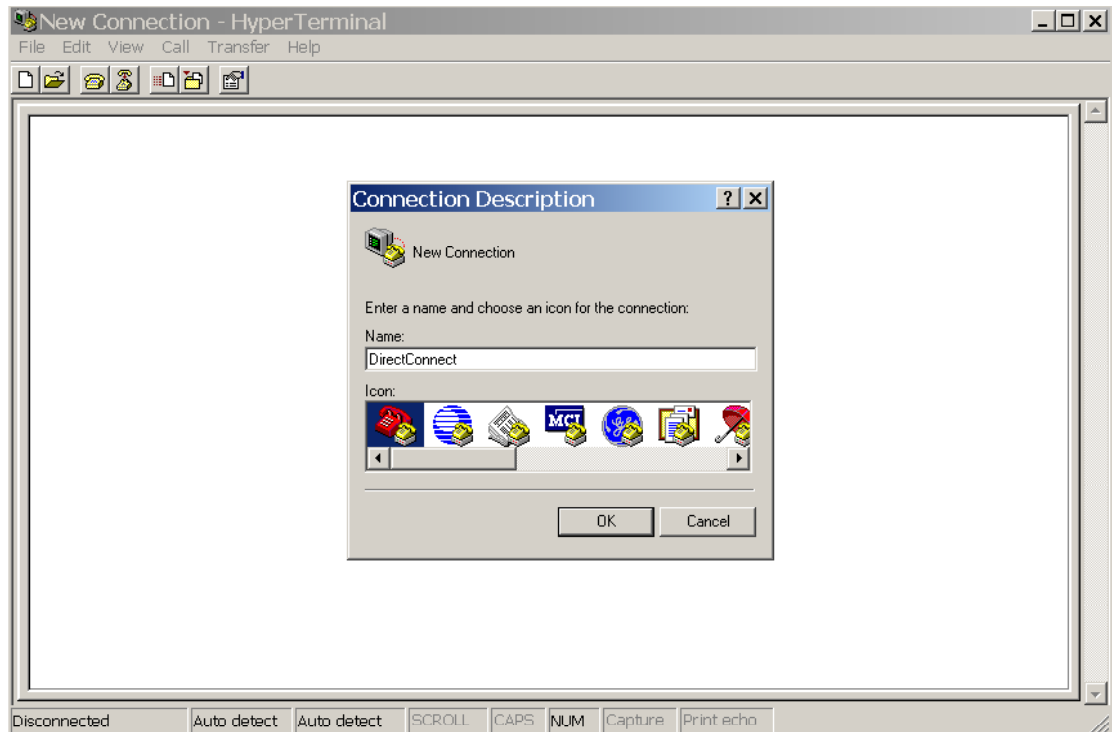 New Connection - HyperTerminal
File Edit View Call Transfer Help
Connection Description
New Connection
Enter a name and choose an icon for the connection:
Name:
DirectConnect
Icon:
MCI
OK Cancel
Disconnected Auto detect Auto detect SCROLL CAPS NUM Capture Print echo